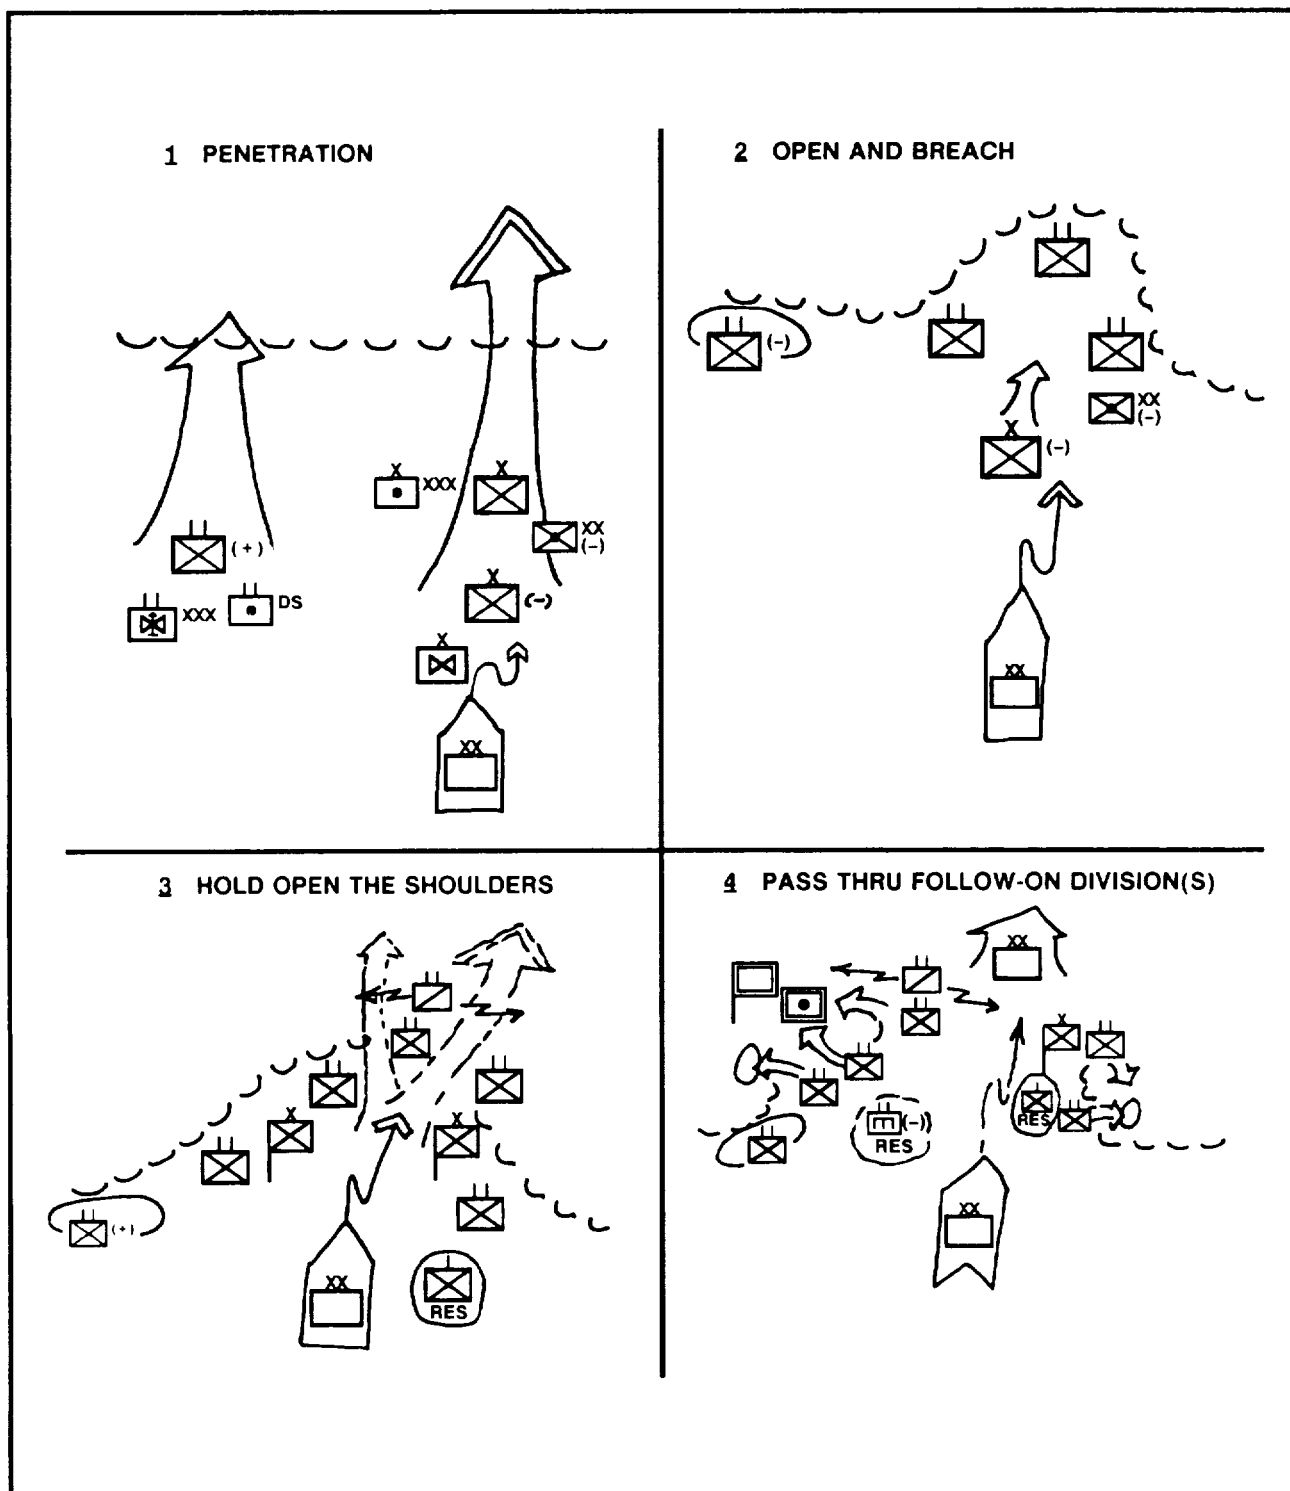 1 PENETRATION
X
XXX
X
XX
(-)
(+)
X
(-)
XXX
DS
X
XX
2 OPEN AND BREACH
(-)
XX
(-)
X
(-)
XX
3 HOLD OPEN THE SHOULDERS
X
X
(+)
XX
RES
4 PASS THRU FOLLOW-ON DIVISION(S)
XX
X
(-)
RES
RES
XX